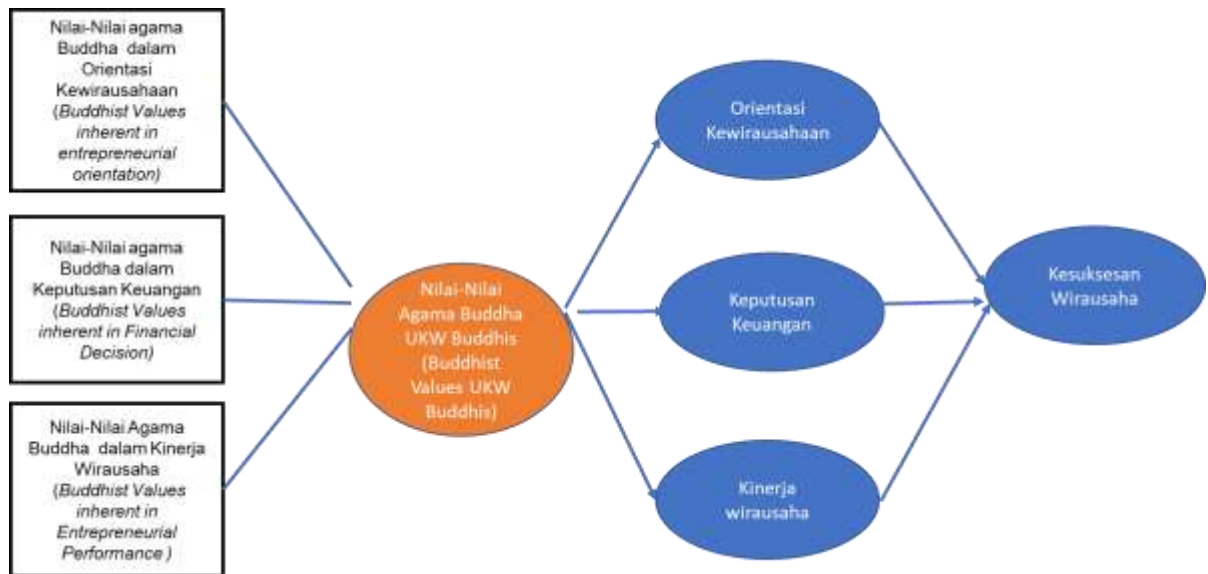 Nilai-Nilai agama
Buddha dalam
Orientasi
Kewirausahaan
(Buddhist Values
inherent in
entrepreneurial
orientation)
Nilai-Nilai agama
Buddha dalam
Keputusan Keuangan
(Buddhist Values
inherent in Financial
Decision)
Nilai-Nilai Agama
Buddha dalam Kinerja
Wirausaha
(Buddhist Values
inherent in
Entrepreneurial
Performance )
Nilai-Nilai
Agama Buddha
UKW Buddhis
(Buddhist
Values UKW
Buddhis)
Orientasi
Kewirausahaan
Keputusan
Keuangan
Kinerja
wirausaha
Kesuksesan
Wirausaha